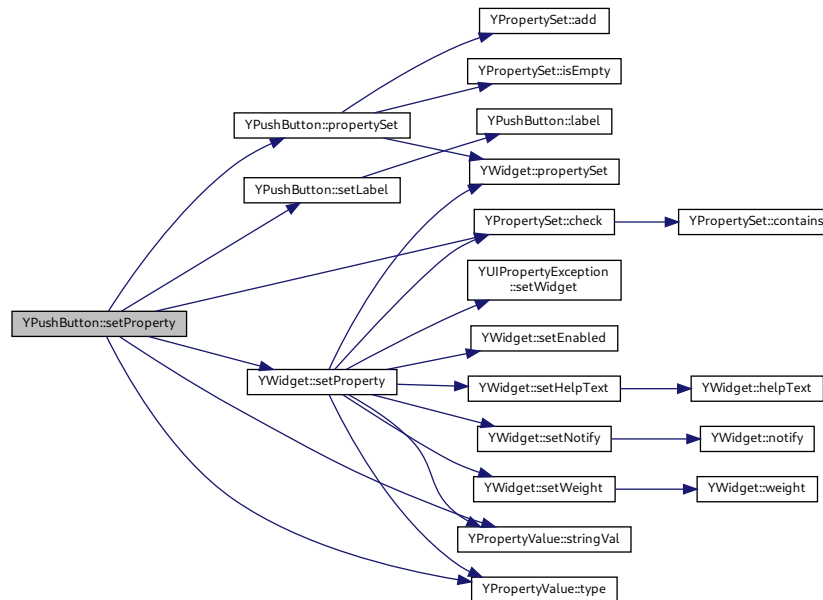 YPropertySet::add
YPropertySet::isEmpty
YPushButton::propertySet
YPushButton::label
YWidget::propertySet
YPushButton::setLabel
YPropertySet::check
YPropertySet::contains
YUIPropertyException
::setWidget
YPushButton::setProperty
YWidget::setEnabled
YWidget::setProperty
YWidget::setHelpText
YWidget::helpText
YWidget::setNotify
YWidget::notify
YWidget::setWeight
YWidget::weight
YPropertyValue::stringVal
YPropertyValue::type